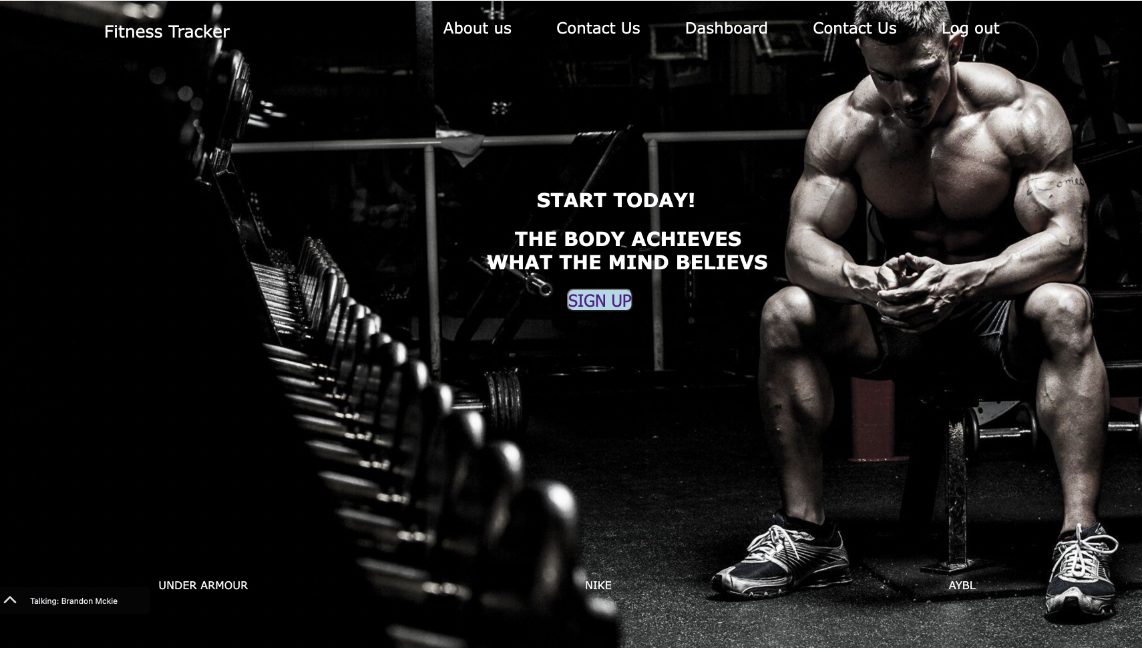 Fitness Tracker
About us
Contact Us
Dashboard
Contact Us
Log out
START TODAY!
THE BODY ACHIEVES
WHAT THE MIND BELIEVS
SIGN UP
UNDER ARMOUR
NIKE
AYBL
Talking: Brandon Mckie